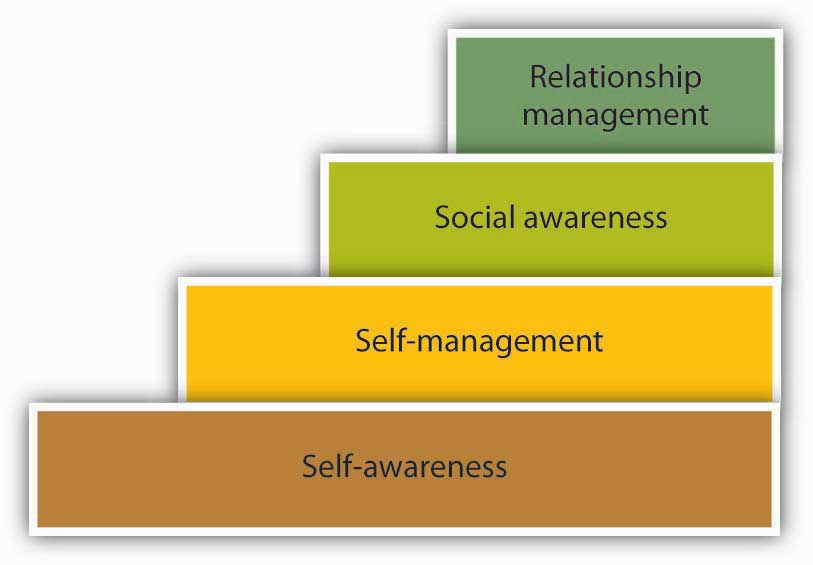 Relationship
management
Social awareness
Self-management
Self-awareness